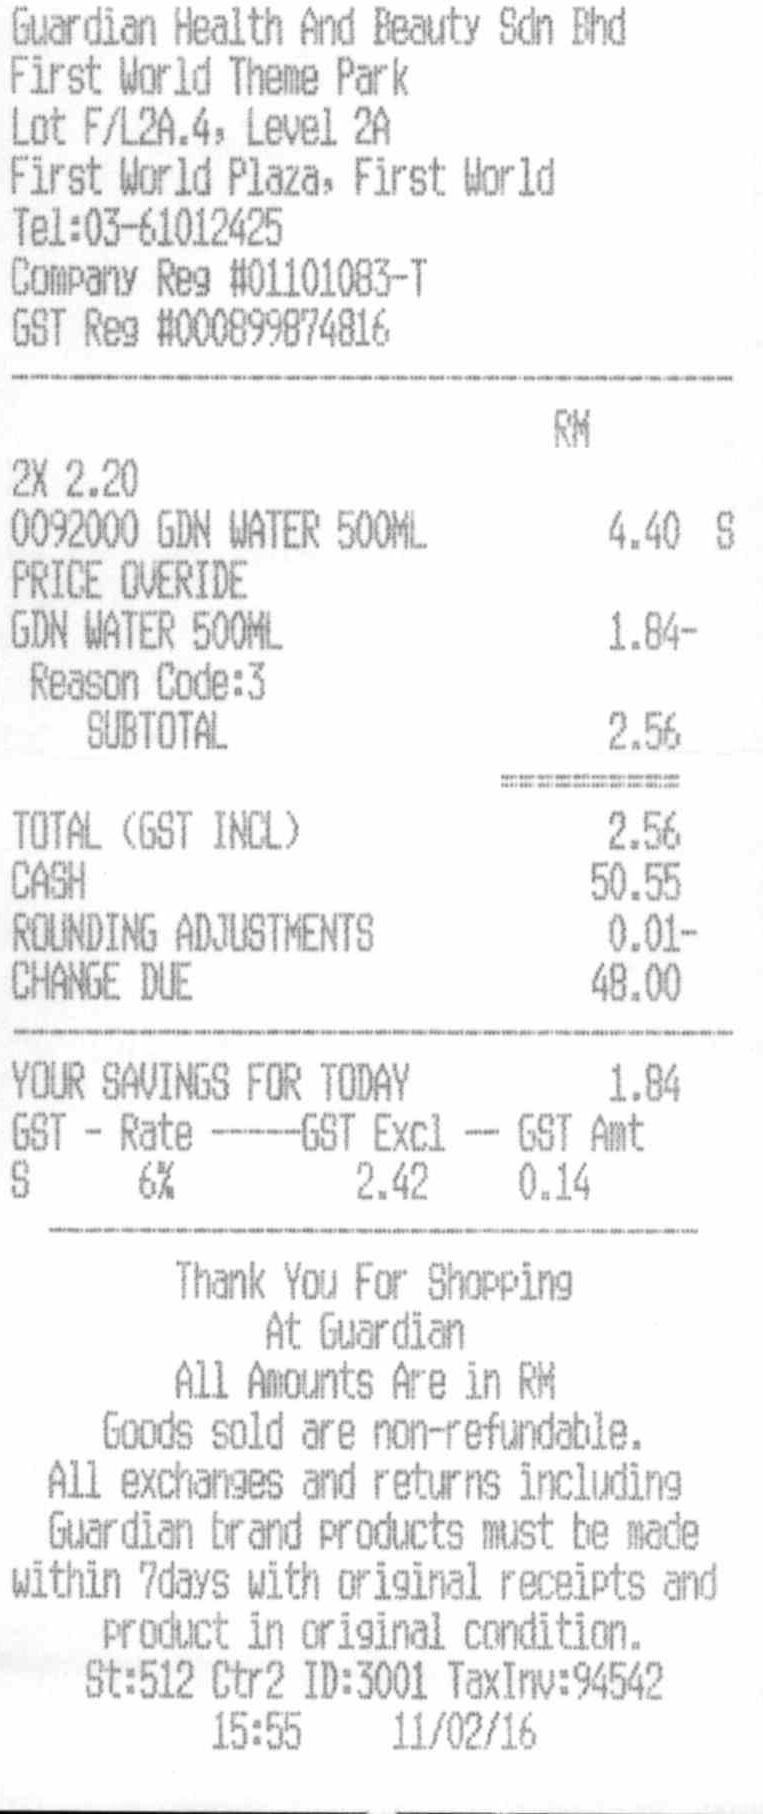 Guardian Health And Beauty Sdn Bhd
First World Theme Park
Lot F/L2A.4, Level 2A
First World Plaza, First World
Tel:03-61012425
Company Reg #01101083-T
GST Reg #000899874816
RM
2X 2.20
0092000 GDN WATER 500ML 4.40 S
PRICE OVERIDE
GDN WATER 500ML 1.84-
Reason Code:3
SUBTOTAL 2.56
TOTAL (GST INCL) 2.56
CASH 50.55
ROUNDING ADJUSTMENTS 0.01-
CHANGE DUE 48.00
YOUR SAVINGS FOR TODAY 1.84
GST - Rate -----GST Excl -- GST Amt
S 6% 2.42 0.14
Thank You For Shopping
At Guardian
All Amounts Are in RM
Goods sold are non-refundable.
All exchanges and returns including
Guardian brand products must be made
within 7days with original receipts and
product in original condition.
St:512 Ctr2 ID:3001 TaxInv:94542
15:55 11/02/16